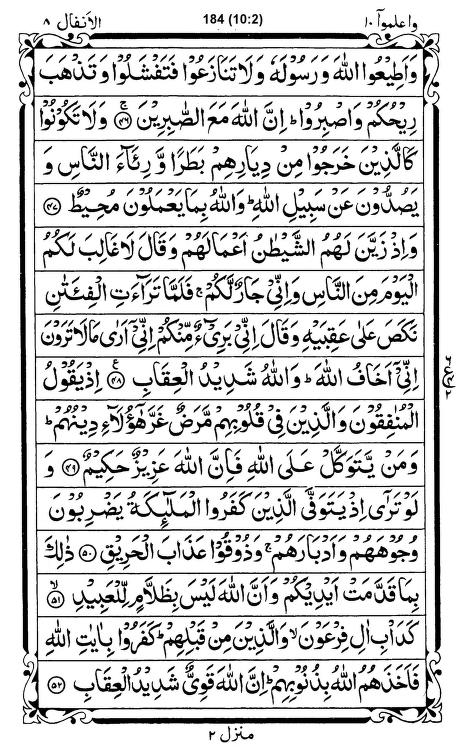 واعلموآ ١٠ 184 (10:2) الانفال ٨
وَاَطِيْعُوا اللّٰهَ وَرَسُوْلَهٗ وَلَا تَنَازَعُوْا فَتَفْشَلُوْا وَتَذْهَبَ
رِيْحُكُمْ وَاصْبِرُوْا ؕ اِنَّ اللّٰهَ مَعَ الصّٰبِرِيْنَ ۚ‏﴿۴۶﴾ وَلَا تَكُوْنُوْا
كَالَّذِيْنَ خَرَجُوْا مِنْ دِيَارِهِمْ بَطَرًا وَّ رِئَآءَ النَّاسِ وَ
يَصُدُّوْنَ عَنْ سَبِيْلِ اللّٰهِ ؕ وَاللّٰهُ بِمَا يَعْمَلُوْنَ مُحِيْطٌ ﴿۴۷﴾
وَاِذْ زَيَّنَ لَهُمُ الشَّيْطٰنُ اَعْمَالَهُمْ وَقَالَ لَا غَالِبَ لَكُمُ
الْيَوْمَ مِنَ النَّاسِ وَاِنِّىْ جَارٌ لَّكُمْ ۚ فَلَمَّا تَرَآءَتِ الْفِئَتٰنِ
نَكَصَ عَلٰى عَقِبَيْهِ وَقَالَ اِنِّىْ بَرِىْٓءٌ مِّنْكُمْ اِنِّىْۤ اَرٰى مَا لَا تَرَوْنَ
اِنِّىْۤ اَخَافُ اللّٰهَ ؕ وَاللّٰهُ شَدِيْدُ الْعِقَابِ ﴿۴۸﴾ ع اِذْ يَقُوْلُ
الْمُنٰفِقُوْنَ وَالَّذِيْنَ فِىْ قُلُوْبِهِمْ مَّرَضٌ غَرَّ هٰٓؤُلَآءِ دِيْنُهُمْ ؕ
وَمَنْ يَّتَوَكَّلْ عَلَى اللّٰهِ فَاِنَّ اللّٰهَ عَزِيْزٌ حَكِيْمٌ ﴿۴۹﴾ وَ
لَوْ تَرٰٓى اِذْ يَتَوَفَّى الَّذِيْنَ كَفَرُوا الْمَلٰٓئِكَةُ يَضْرِبُوْنَ
وُجُوْهَهُمْ وَاَدْبَارَهُمْ ۚ وَذُوْقُوْا عَذَابَ الْحَرِيْقِ ﴿۵۰﴾ ذٰلِكَ
بِمَا قَدَّمَتْ اَيْدِيْكُمْ وَاَنَّ اللّٰهَ لَيْسَ بِظَلَّامٍ لِّلْعَبِيْدِ ۙ‏﴿۵۱﴾
كَدَاْبِ اٰلِ فِرْعَوْنَ ۙ وَالَّذِيْنَ مِنْ قَبْلِهِمْ ؕ كَفَرُوْا بِاٰيٰتِ اللّٰهِ
فَاَخَذَهُمُ اللّٰهُ بِذُنُوْبِهِمْ ؕ اِنَّ اللّٰهَ قَوِىٌّ شَدِيْدُ الْعِقَابِ ﴿۵۲﴾
منزل ٢